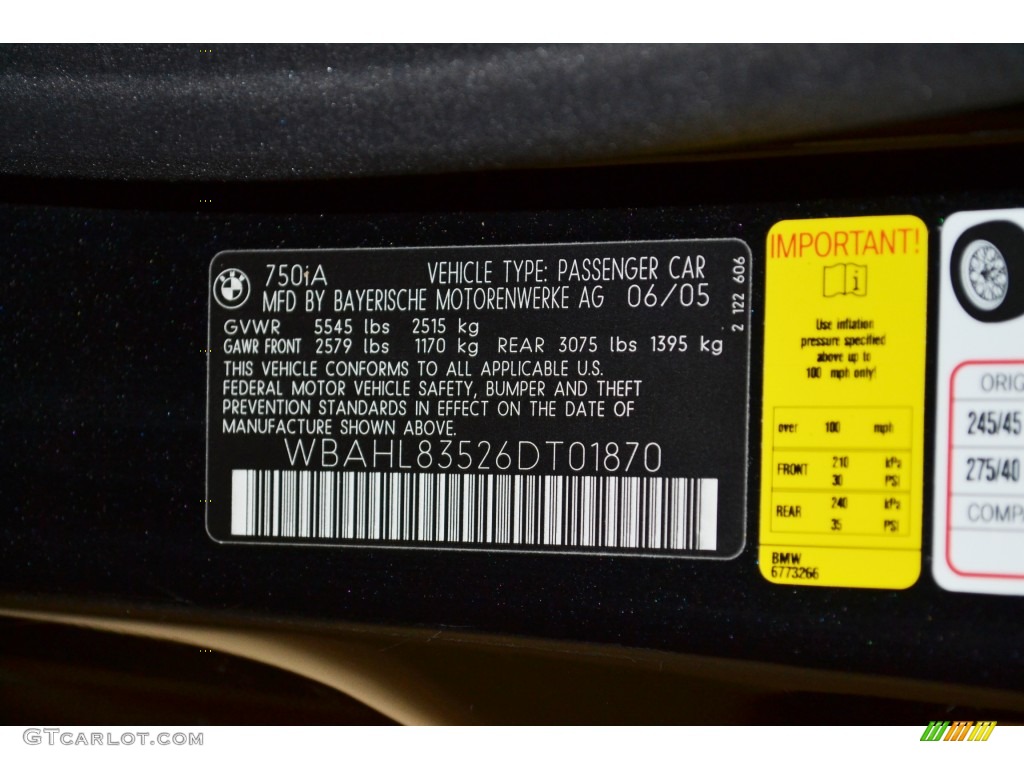 750iA VEHICLE TYPE: PASSENGER CAR
MFD BY BAYERISCHE MOTORENWERKE AG 06/05
GVWR 5545 lbs 2515 kg
GAWR FRONT 2579 lbs 1170 kg REAR 3075 lbs 1395 kg
THIS VEHICLE CONFORMS TO ALL APPLICABLE U.S.
FEDERAL MOTOR VEHICLE SAFETY, BUMPER AND THEFT
PREVENTION STANDARDS IN EFFECT ON THE DATE OF
MANUFACTURE SHOWN ABOVE.
WBAHL83526DT01870
2 122 606
IMPORTANT!
i
Use inflation
pressure specified
above up to
100 mph only!
over 100 mph
FRONT 210 kPa
30 PSI
REAR 240 kPa
35 PSI
BMW
6773266
ORIG
245/45
275/40
COMPA
GTCARLOT.COM